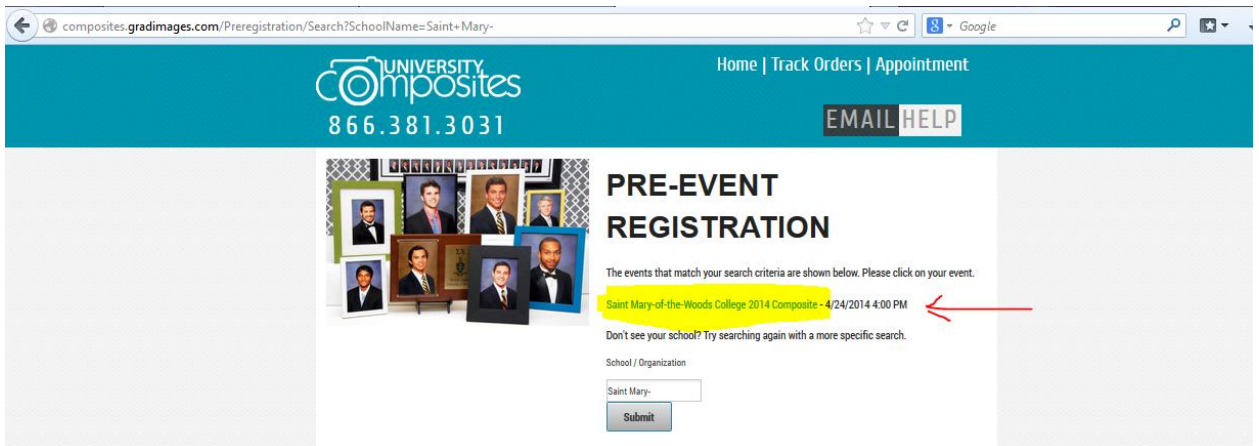 composites.gradimages.com/Preregistration/Search?SchoolName=Saint+Mary-
Google
UNIVERSITY
composites
866.381.3031
Home | Track Orders | Appointment
EMAIL HELP
PRE-EVENT
REGISTRATION
The events that match your search criteria are shown below. Please click on your event.
Saint Mary-of-the-Woods College 2014 Composite - 4/24/2014 4:00 PM
Don't see your school? Try searching again with a more specific search.
School / Organization
Saint Mary-
Submit